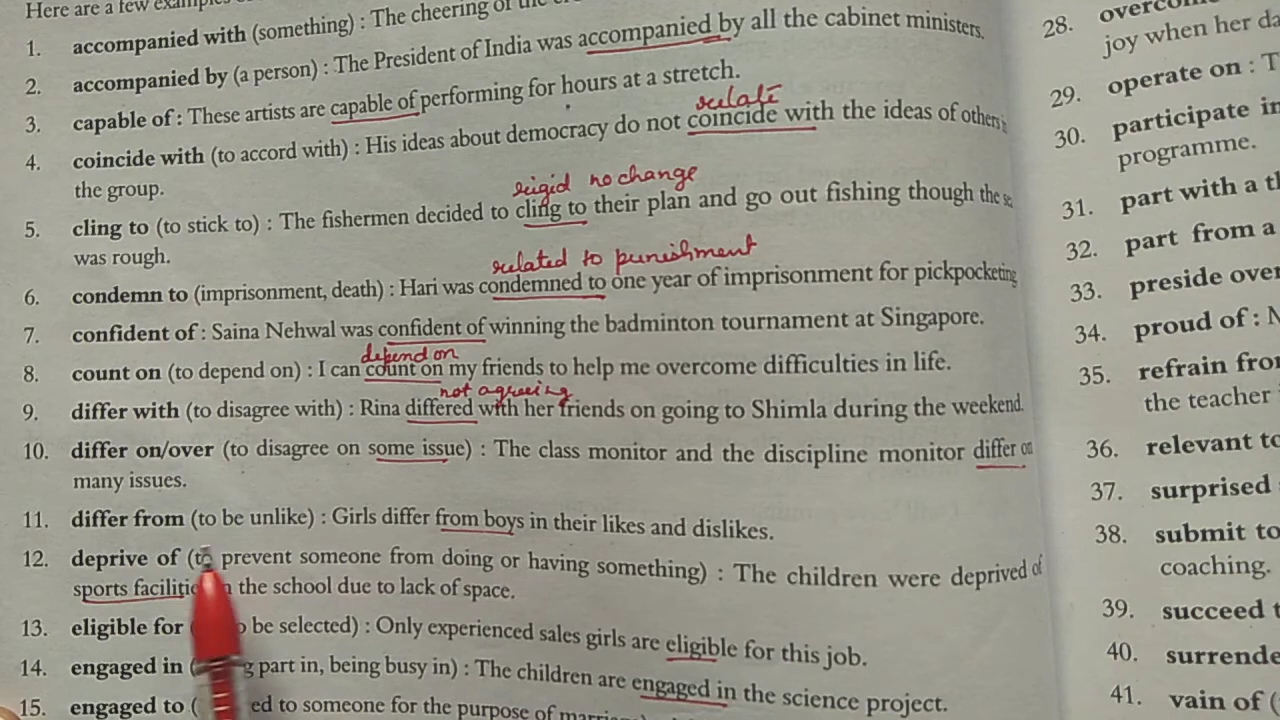 Here are a few examples
1. accompanied with (something) : The cheering of the
2. accompanied by (a person) : The President of India was accompanied by all the cabinet ministers.
3. capable of : These artists are capable of performing for hours at a stretch.
relate
4. coincide with (to accord with) : His ideas about democracy do not coincide with the ideas of others in
the group.
rigid no change
5. cling to (to stick to) : The fishermen decided to cling to their plan and go out fishing though the
was rough.
related to punishment
6. condemn to (imprisonment, death) : Hari was condemned to one year of imprisonment for pickpocketing
7. confident of : Saina Nehwal was confident of winning the badminton tournament at Singapore.
depend on
8. count on (to depend on) : I can count on my friends to help me overcome difficulties in life.
not agreeing
9. differ with (to disagree with) : Rina differed with her friends on going to Shimla during the weekend.
10. differ on/over (to disagree on some issue) : The class monitor and the discipline monitor differ on
many issues.
11. differ from (to be unlike) : Girls differ from boys in their likes and dislikes.
12. deprive of (to prevent someone from doing or having something) : The children were deprived of
sports facilitie the school due to lack of space.
13. eligible for be selected) : Only experienced sales girls are eligible for this job.
14. engaged in ( g part in, being busy in) : The children are engaged in the science project.
15. engaged to ( ed to someone for the purpose of
28. overcome
joy when her da
29. operate on : T
30. participate in
programme.
31. part with a th
32. part from a
33. preside over
34. proud of :
35. refrain from
the teacher
36. relevant to
37. surprised
38. submit to
coaching.
39. succeed t
40. surrende
41. vain of (